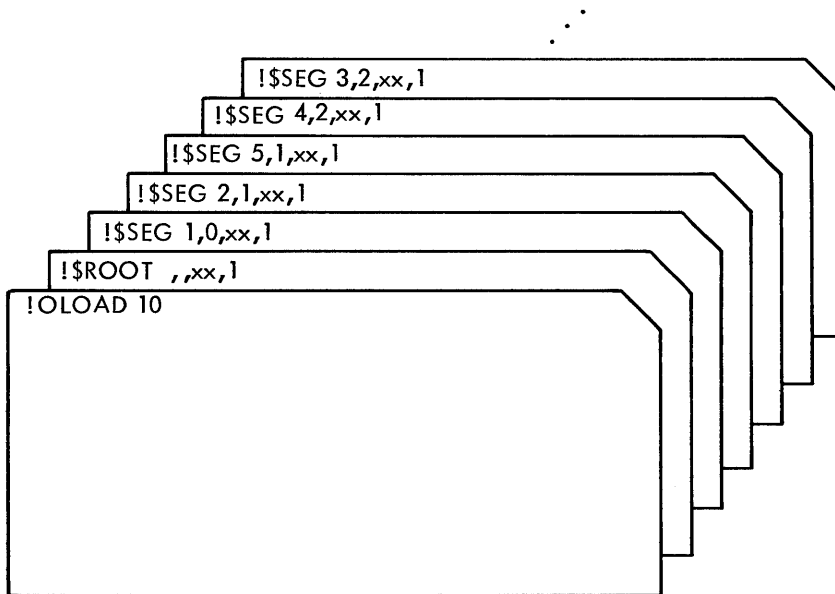 !$SEG 3,2,xx,1
!$SEG 4,2,xx,1
!$SEG 5,1,xx,1
!$SEG 2,1,xx,1
!$SEG 1,0,xx,1
!$ROOT ,,xx,1
!OLOAD 10